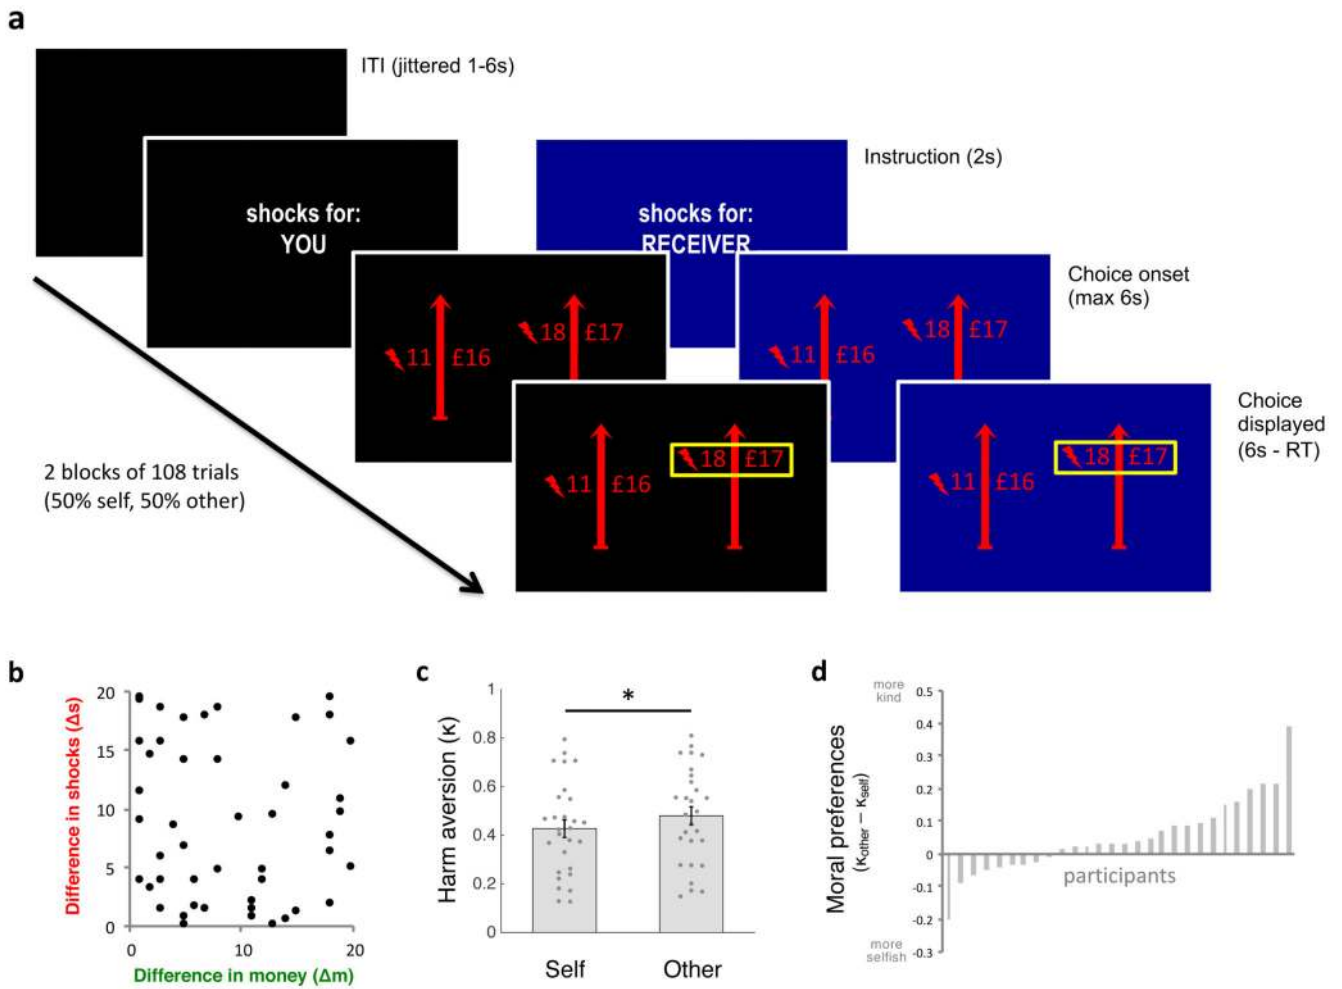 a
ITI (jittered 1-6s)
shocks for:
YOU
shocks for:
RECEIVER
Instruction (2s)
11 £16
18 £17
11 £16
18 £17
Choice onset
(max 6s)
11 £16
18 £17
11 £16
18 £17
Choice
displayed
(6s - RT)
2 blocks of 108 trials
(50% self, 50% other)
b
Difference in shocks (Δs)
20
15
10
5
0
0
10
20
Difference in money (Δm)
c
Harm aversion (κ)
1
0.8
0.6
0.4
0.2
0
*
Self
Other
d
more
kind
Moral preferences
(κother – κself)
more
selfish
0.5
0.4
0.3
0.2
0.1
0
-0.1
-0.2
-0.3
participants